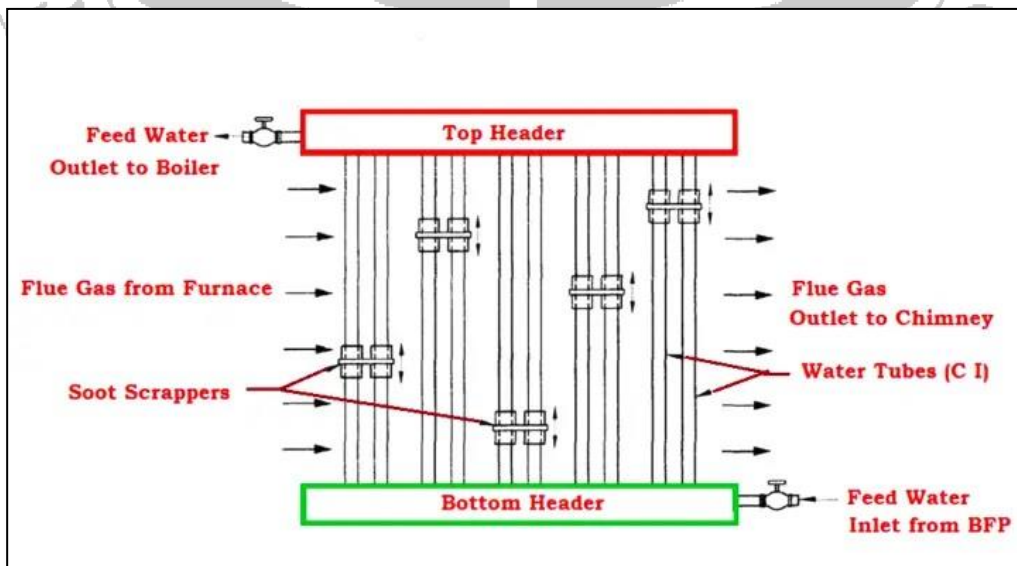 Top Header
Feed Water
Outlet to Boiler
Flue Gas from Furnace
Flue Gas
Outlet to Chimney
Soot Scrappers
Water Tubes (C I)
Bottom Header
Feed Water
Inlet from BFP